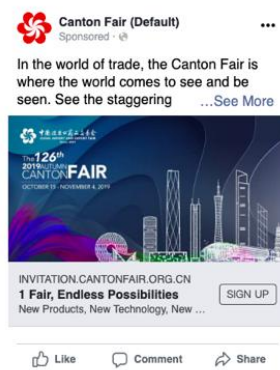 Canton Fair (Default)
Sponsored ·
In the world of trade, the Canton Fair is
where the world comes to see and be
seen. See the staggering ...See More
The 126th
2019 AUTUMN
CANTON FAIR
OCTOBER 15 - NOVEMBER 4, 2019
INVITATION.CANTONFAIR.ORG.CN
1 Fair, Endless Possibilities
SIGN UP
New Products, New Technology, New ...
Like Comment Share